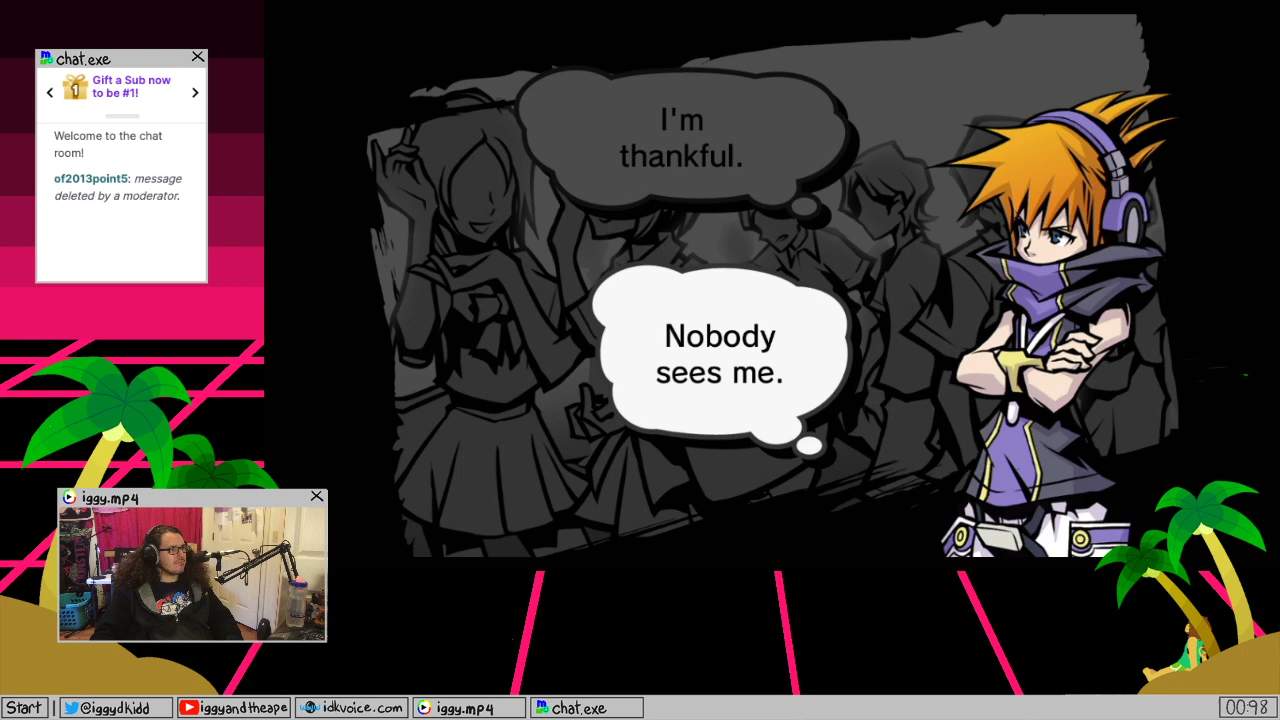 chat.exe
Gift a Sub now
to be #1!
1
Welcome to the chat
room!
of2013point5: message
deleted by a moderator.
I'm
thankful.
Nobody
sees me.
iggy.mp4
Start | @iggydkidd iggyandtheape idkvoice.com iggy.mp4 chat.exe 00:98